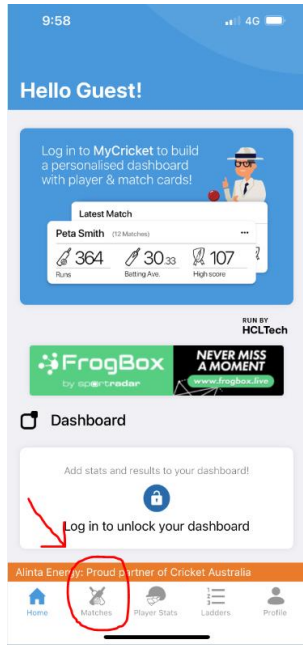 9:58
4G
Hello Guest!
Log in to MyCricket to build
a personalised dashboard
with player & match cards!
Latest Match
Peta Smith (12 Matches) ...
364
30.33
107
Runs
Betting Ave.
High score
RUN BY
HCLTech
FrogBox
by sportradar
NEVER MISS
A MOMENT
www.frogbox.live
Dashboard
Add stats and results to your dashboard!
Log in to unlock your dashboard
Alinta Energy: Proud partner of Cricket Australia
Home
Matches
Player Stats
Ladders
Profile